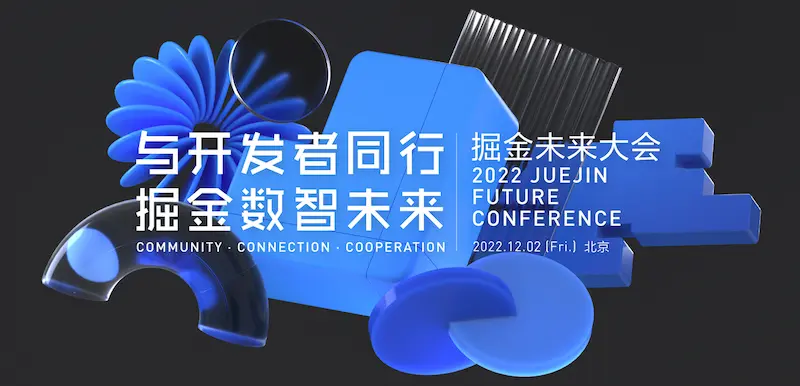 与开发者同行
掘金数智未来
COMMUNITY · CONNECTION · COOPERATION
掘金未来大会
2022 JUEJIN
FUTURE
CONFERENCE
2022.12.02 (Fri.) 北京